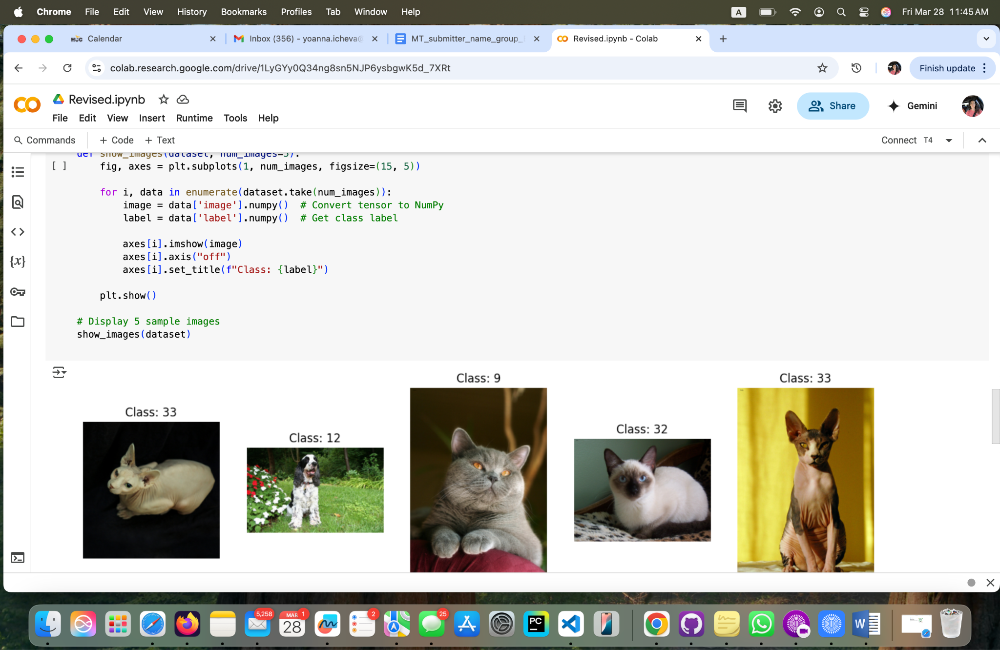 Chrome File Edit View History Bookmarks Profiles Tab Window Help A Fri Mar 28 11:45 AM
Calendar Inbox (356) - yoanna.icheva@ MT_submitter_name_group_ Revised.ipynb - Colab
colab.research.google.com/drive/1LyGYy0Q34ng8sn5NJP6ysbgwK5d_7XRt Finish update
CO Revised.ipynb Share Gemini
File Edit View Insert Runtime Tools Help
Commands + Code + Text Connect T4
def show_images(dataset, num_images=5):
[ ] fig, axes = plt.subplots(1, num_images, figsize=(15, 5))
for i, data in enumerate(dataset.take(num_images)):
image = data['image'].numpy() # Convert tensor to NumPy
label = data['label'].numpy() # Get class label
axes[i].imshow(image)
axes[i].axis("off")
axes[i].set_title(f"Class: {label}")
plt.show()
# Display 5 sample images
show_images(dataset)
Class: 33
Class: 12
Class: 9
Class: 32
Class: 33
5,258
MAR 1
28
2
25
PC
W